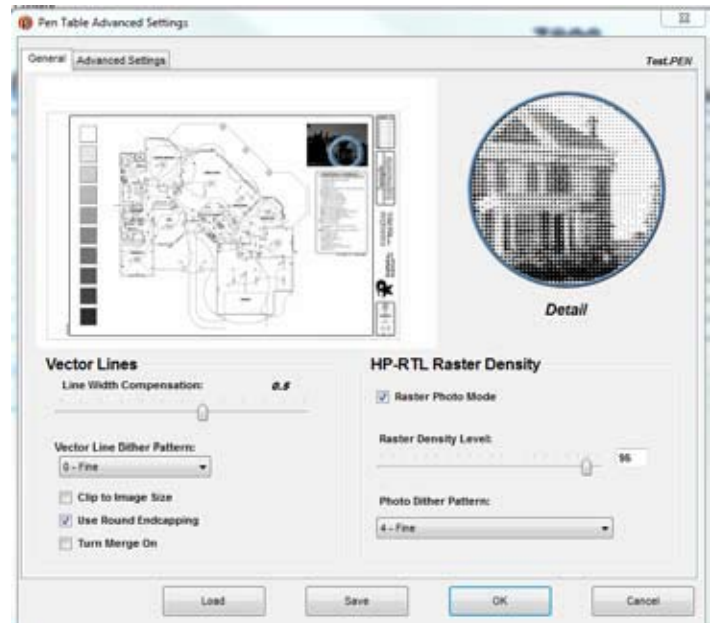 Pen Table Advanced Settings
General
Advanced Settings
Test.PEN
Detail
Vector Lines
Line Width Compensation:
0.5
Vector Line Dither Pattern:
0 - Fine
Clip to Image Size
Use Round Endcapping
Turn Merge On
HP-RTL Raster Density
Raster Photo Mode
Raster Density Level:
96
Photo Dither Pattern:
4 - Fine
Load
Save
OK
Cancel